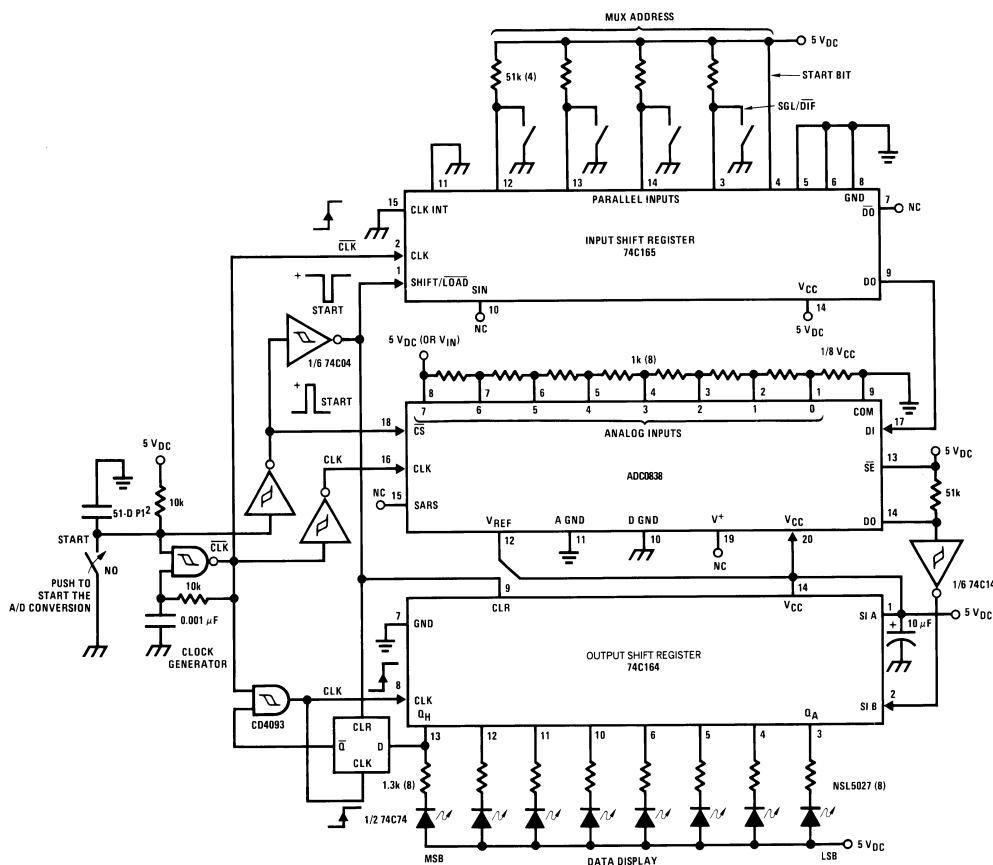 MUX ADDRESS
5 VDC
51k (4)
START BIT
SGL/DIF
11
12
13
14
3
4
5
6
8
PARALLEL INPUTS
GND
15
CLK INT
DO
7
NC
CLK
2
CLK
INPUT SHIFT REGISTER
74C165
1
SHIFT/LOAD
9
DO
+
START
SIN
10
NC
VCC
14
5 VDC
1/6 74C04
5 VDC (OR VIN)
1k (8)
1/8 VCC
START
8
7
6
5
4
3
2
1
9
7
6
5
4
3
2
1
0
COM
ANALOG INPUTS
18
CS
17
DI
CLK
16
CLK
ADC0838
13
SE
5 VDC
51k
NC
15
SARS
14
DO
VREF
12
A GND
11
D GND
10
V+
19
NC
VCC
20
5 VDC
10k
51-D P1²
START
NO
PUSH TO
START THE
A/D CONVERSION
CLK
10k
0.001 μF
CLOCK
GENERATOR
1/6 74C14
9
CLR
14
VCC
7
GND
1
SI A
+
10 μF
5 VDC
OUTPUT SHIFT REGISTER
74C164
CLK
8
CLK
2
SI B
CD4093
QH
QA
13
12
11
10
6
5
4
3
CLR
Q
D
CLK
1.3k (8)
NSL5027 (8)
1/2 74C74
MSB
DATA DISPLAY
LSB
5 VDC